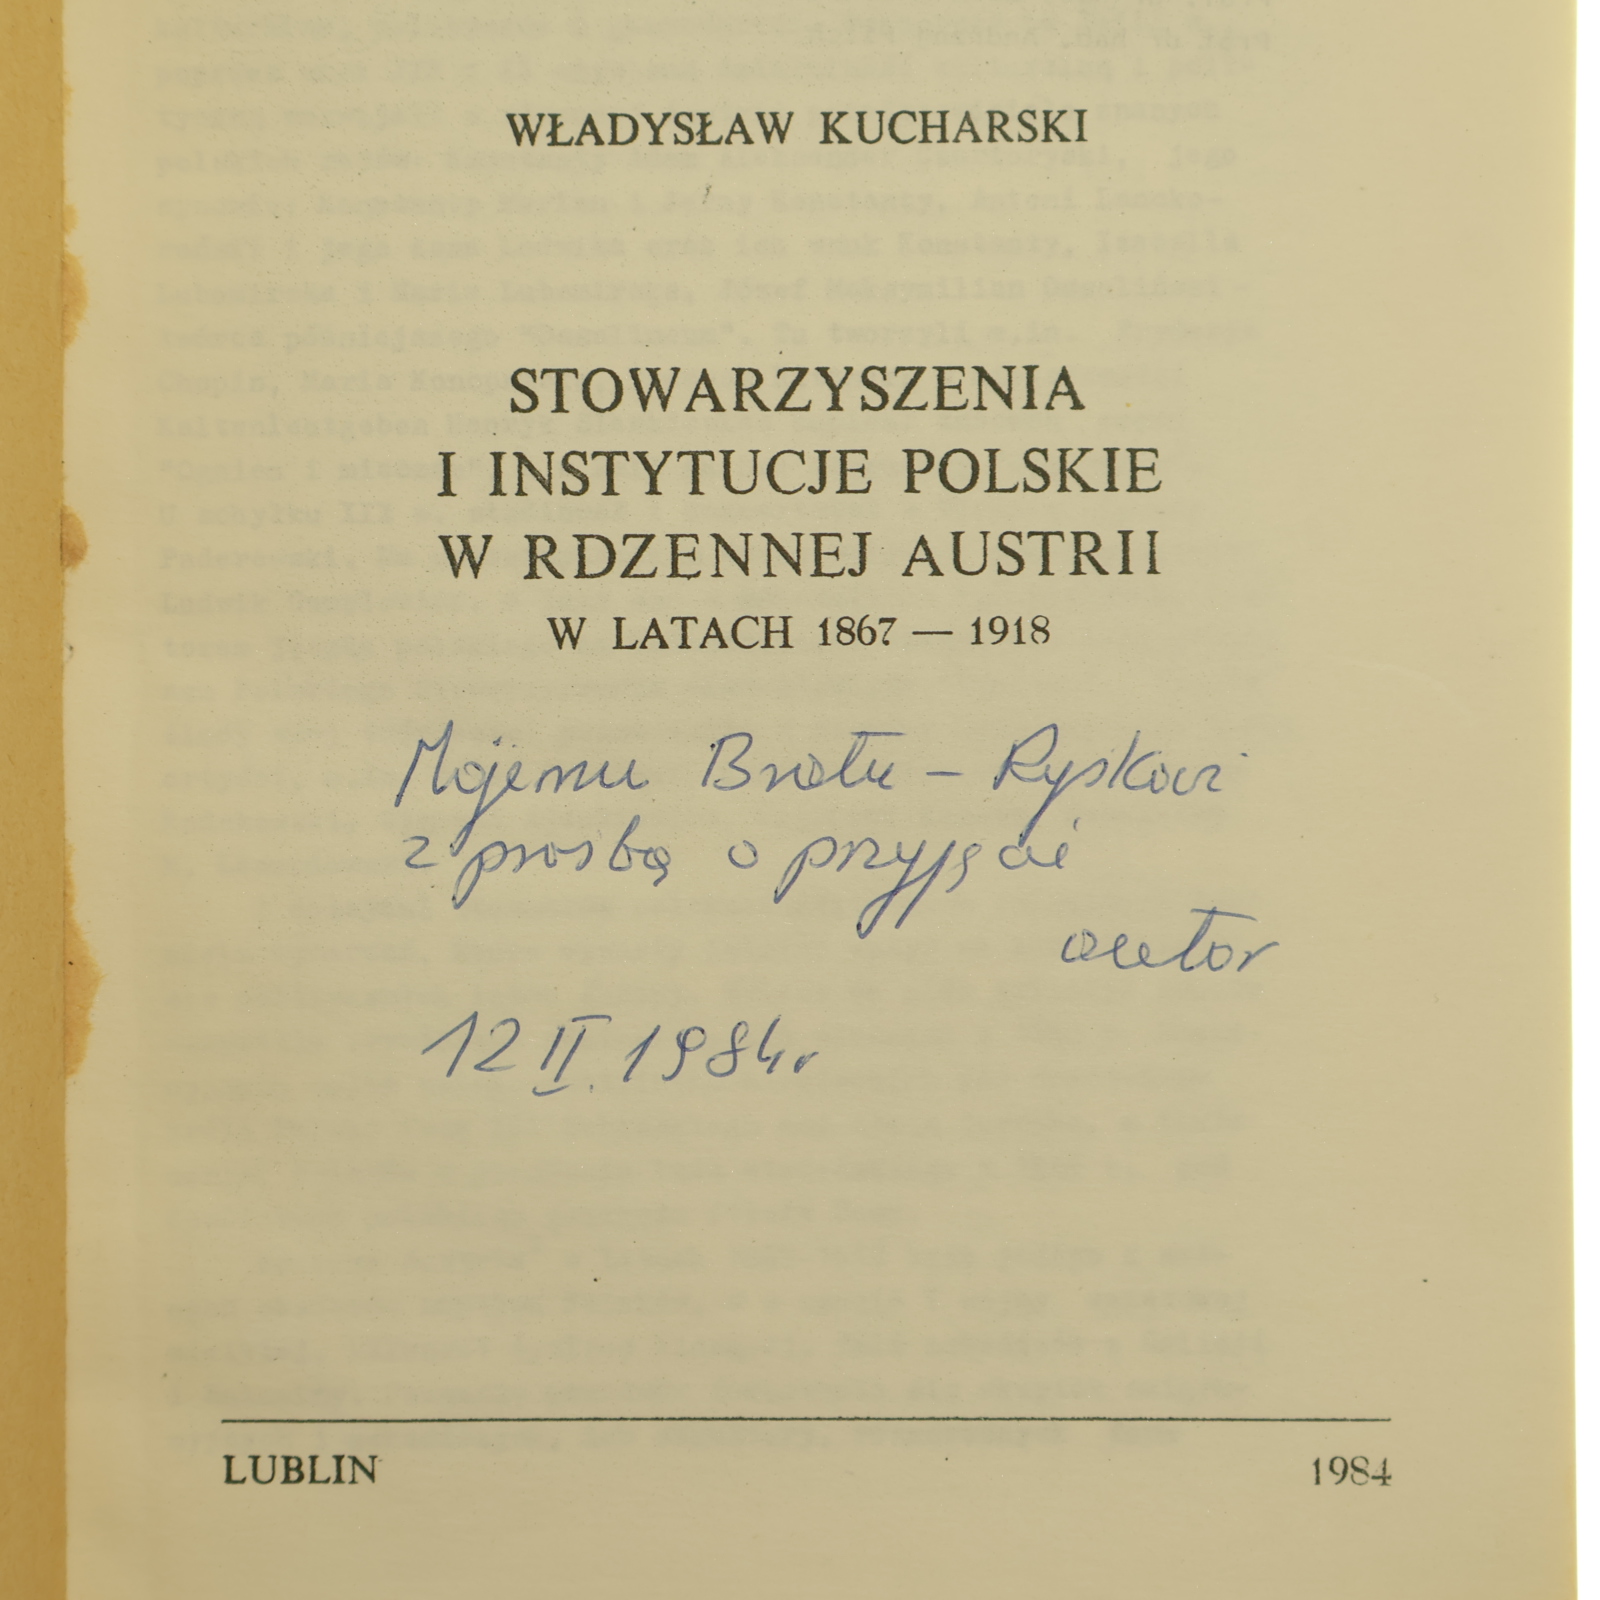 WŁADYSŁAW KUCHARSKI
STOWARZYSZENIA
I INSTYTUCJE POLSKIE
W RDZENNEJ AUSTRII
W LATACH 1867 — 1918
Mojemu Bratu – Ryśkowi
z prośbą o przyjęcie
autor
12 II. 1984r
LUBLIN 1984